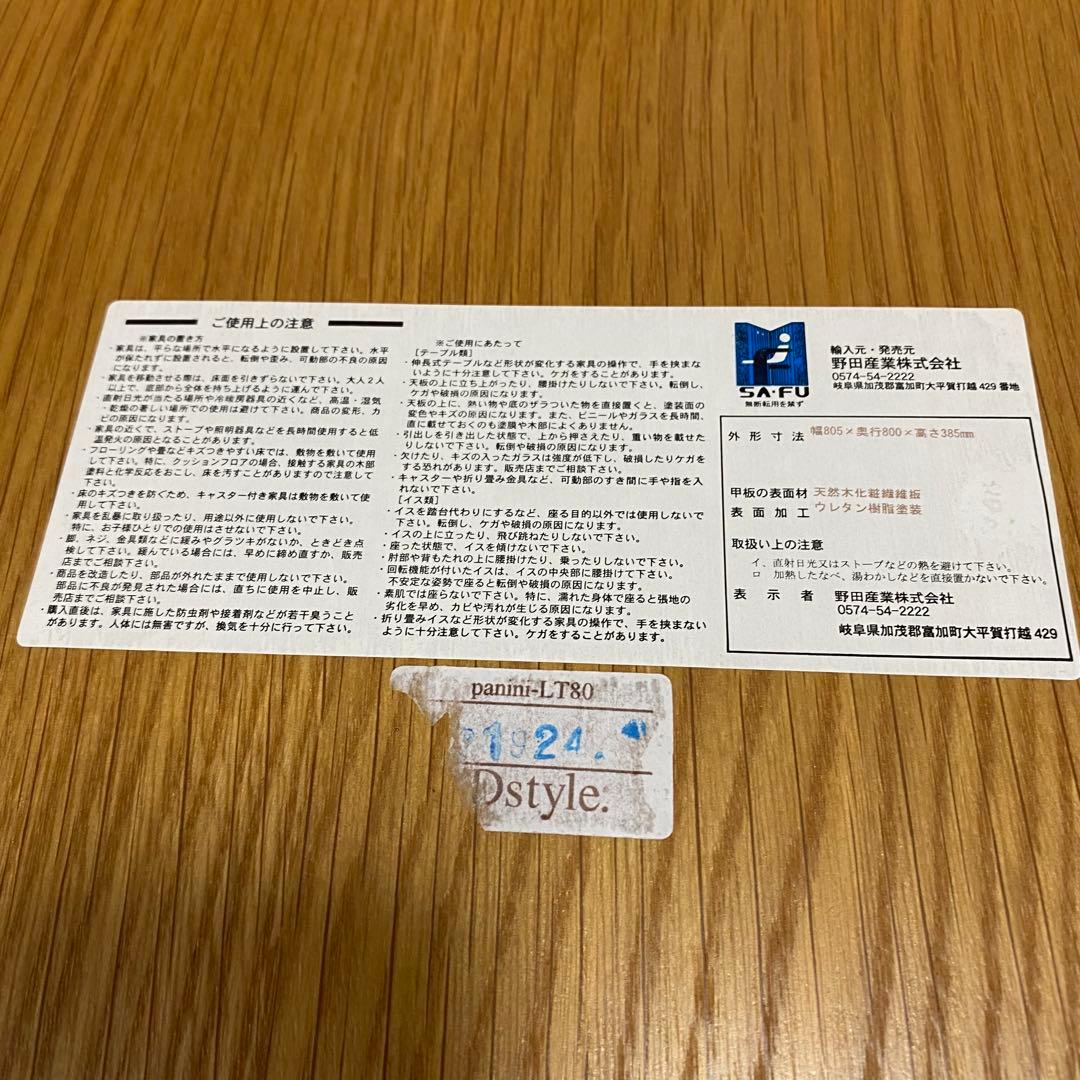 ご使用上の注意
※家具の置き方
・家具は、平らな場所で水平になるように設置して下さい。水平
が保たれずに設置されると、転倒や歪み、可動部の不良の原因
になります。
・家具を移動させる際は、床面を引きずらないで下さい。大人2人
以上で、底部から全体を持ち上げるように運んで下さい。
・直射日光が当たる場所や冷暖房器具の近くなど、高温・湿気
・乾燥の著しい場所での使用は避けて下さい。商品の変形、カ
ビの原因になります。
・家具の近くで、ストーブや照明器具などを長時間使用すると低
温発火の原因となることがあります。
・フローリングや畳などキズつきやすい床では、敷物を敷いて使用
して下さい。特に、クッションフロアの場合、接触する家具の木部
塗料と化学反応をおこし、床を汚すことがありますので注意して
下さい。
・床のキズつきを防ぐため、キャスター付き家具は敷物を敷いて使
用して下さい。
・家具を乱暴に取り扱ったり、用途以外に使用しないで下さい。
特に、お子様ひとりでの使用はさせないで下さい。
・脚、ネジ、金具類などに緩みやグラツキがないか、ときどき点
検して下さい。緩んでいる場合には、早めに締め直すか、販売
店までご相談下さい。
・商品を改造したり、部品が外れたままで使用しないで下さい。
部品に不良が発見された場合には、直ちに使用を中止し、販
売店までご相談下さい。
・購入直後は、家具に施した防虫剤や接着剤などが若干臭うこと
があります。人体には無害ですが、換気を十分に行って下さい。
※ご使用にあたって
[テーブル類]
・伸長式テーブルなど形状が変化する家具の操作で、手を挟まな
いように十分注意して下さい。ケガをすることがあります。
・天板の上に立ち上がったり、腰掛けたりしないで下さい。転倒し、
ケガや破損の原因になります。
・天板の上に、熱い物や底のザラついた物を直接置くと、塗装面の
変色やキズの原因になります。また、ビニールやガラスを長時間、
直に載せておくのも塗膜や木部によくありません。
・引出しを引き出した状態で、上から押さえたり、重い物を載せた
りしないで下さい。転倒や破損の原因になります。
・欠けたり、キズの入ったガラスは強度が低下し、破損したりケガを
する恐れがあります。販売店までご相談下さい。
・キャスターや折り畳み金具など、可動部のすき間に手や指を入
れないで下さい。
[イス類]
・イスを踏台代わりにするなど、座る目的以外では使用しないで
下さい。転倒し、ケガや破損の原因になります。
・イスの上に立ったり、飛び跳ねたりしないで下さい。
・座った状態で、イスを傾けないで下さい。
・肘部や背もたれの上に腰掛けたり、乗ったりしないで下さい。
・回転機能が付いたイスは、イスの中央部に腰掛けて下さい。
不安定な姿勢で座ると転倒や破損の原因になります。
・素肌では座らないで下さい。特に、濡れた身体で座ると張地の
劣化を早め、カビや汚れが生じる原因になります。
・折り畳みイスなど形状が変化する家具の操作で、手を挟まない
ように十分注意して下さい。ケガをすることがあります。
SA・FU
無断転用を禁ず
輸入元・発売元
野田産業株式会社
0574-54-2222
岐阜県加茂郡富加町大平賀打越429番地
外形寸法 幅805×奥行800×高さ385mm
甲板の表面材 天然木化粧繊維板
表面加工 ウレタン樹脂塗装
取扱い上の注意
イ、直射日光又はストーブなどの熱を避けて下さい。
ロ 加熱したなべ、湯わかしなどを直接置かないで下さい。
表示者 野田産業株式会社
0574-54-2222
岐阜県加茂郡富加町大平賀打越429
panini-LT80
1924.
Dstyle.